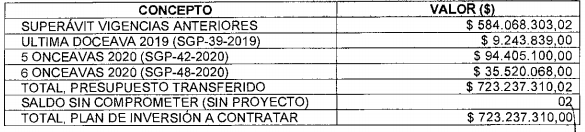 CONCEPTO VALOR ($)
SUPERÁVIT VIGENCIAS ANTERIORES $ 584.068.303,02
ULTIMA DOCEAVA 2019 (SGP-39-2019) $ 9.243.839,00
5 ONCEAVAS 2020 (SGP-42-2020) $ 94.405.100,00
6 ONCEAVAS 2020 (SGP-48-2020) $ 35.520.068,00
TOTAL, PRESUPUESTO TRANSFERIDO $ 723.237.310,02
SALDO SIN COMPROMETER (SIN PROYECTO) 02
TOTAL, PLAN DE INVERSIÓN A CONTRATAR $ 723.237.310,00